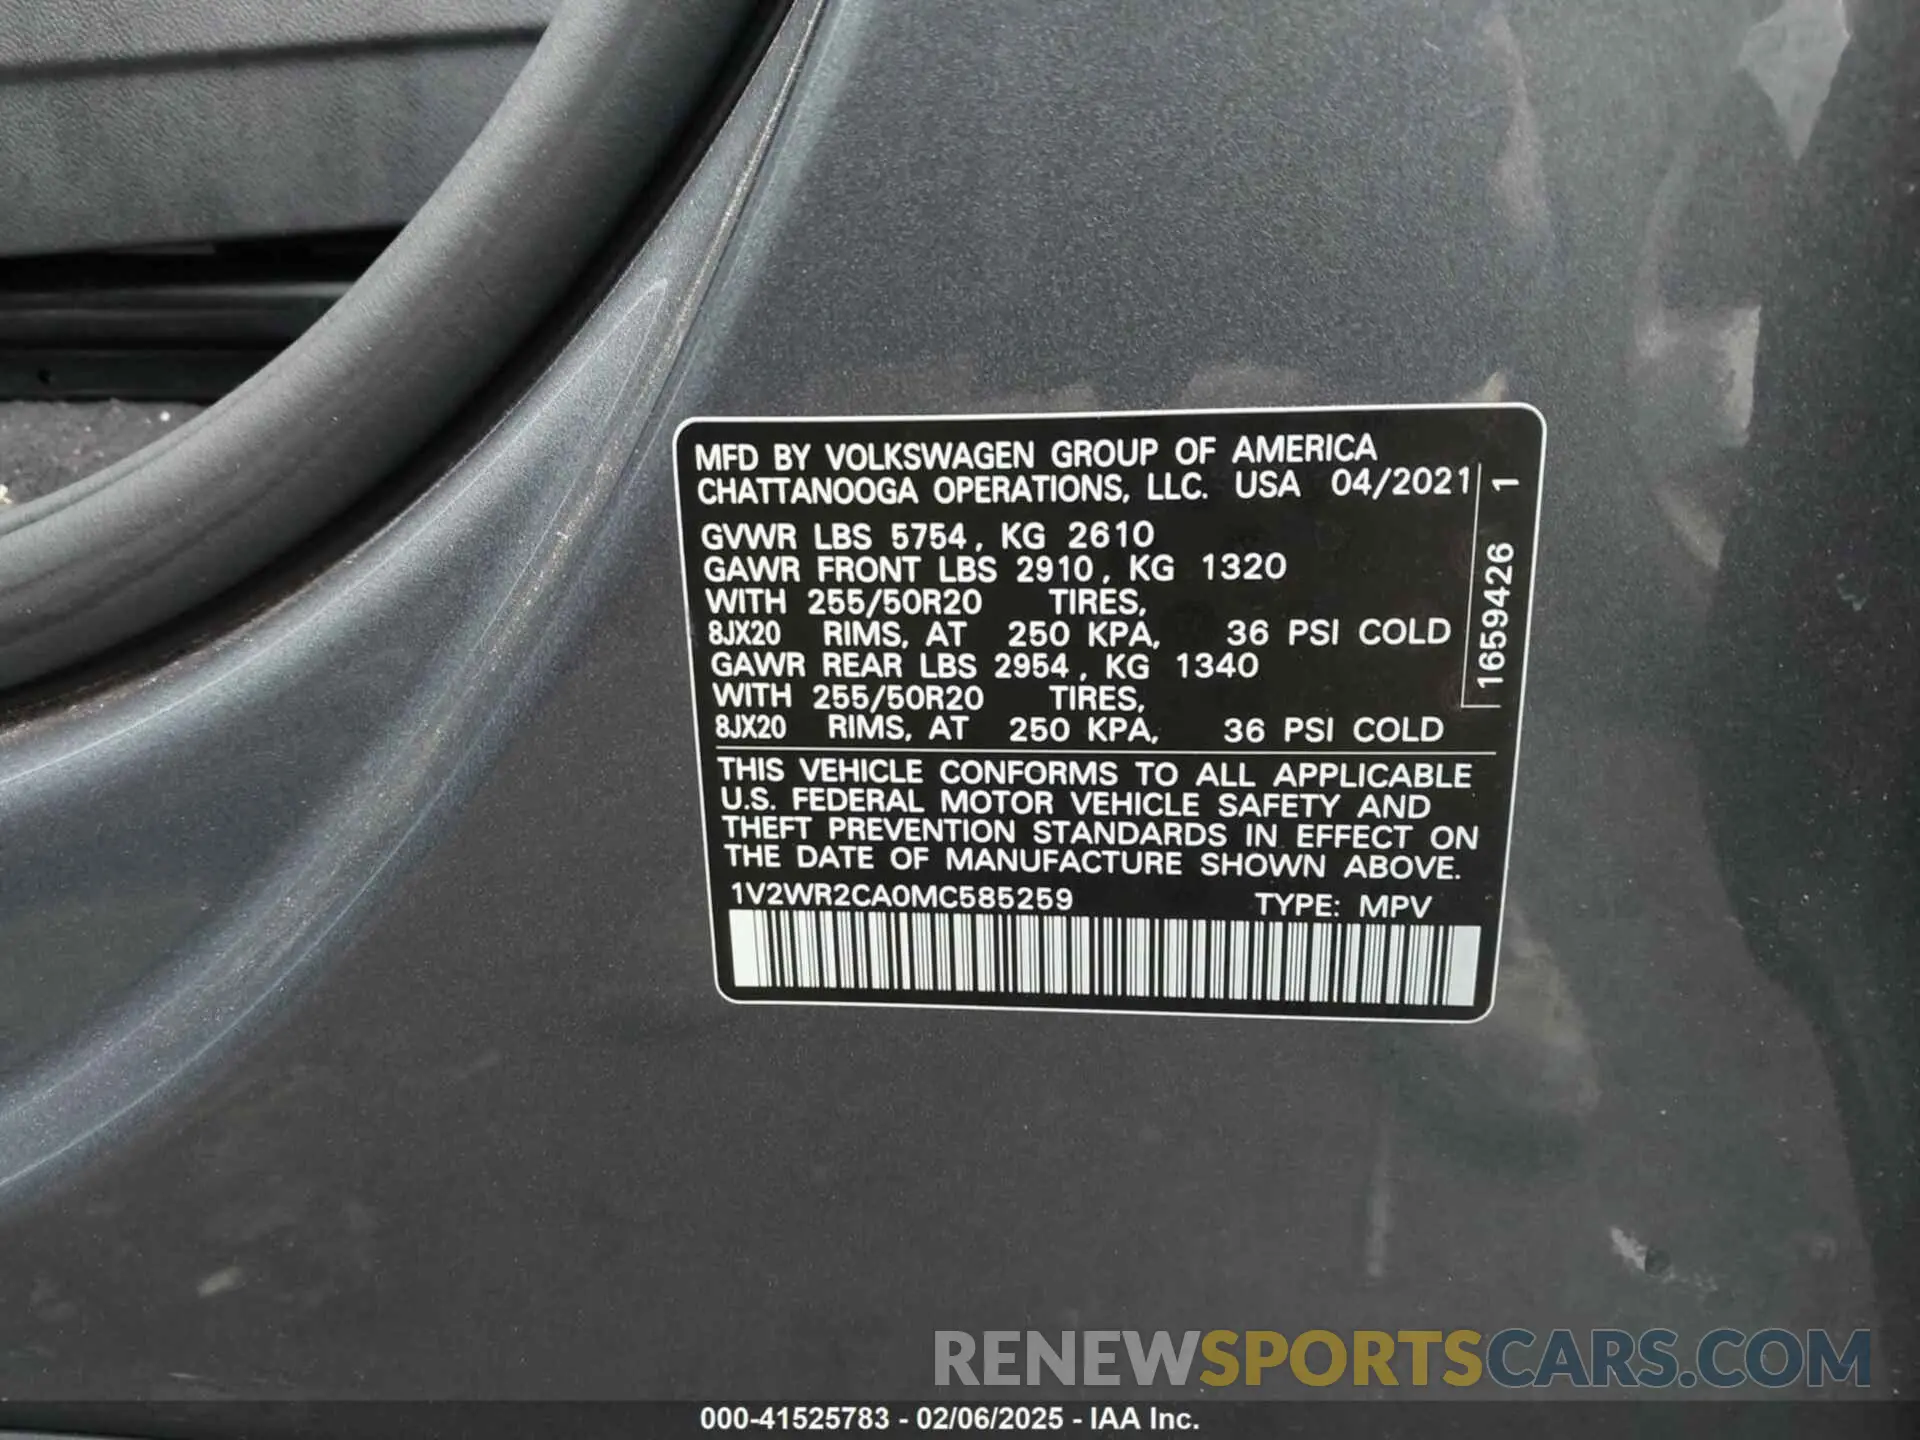 MFD BY VOLKSWAGEN GROUP OF AMERICA
CHATTANOOGA OPERATIONS, LLC. USA 04/2021
GVWR LBS 5754, KG 2610
GAWR FRONT LBS 2910, KG 1320
WITH 255/50R20 TIRES,
8JX20 RIMS, AT 250 KPA, 36 PSI COLD
GAWR REAR LBS 2954, KG 1340
WITH 255/50R20 TIRES,
8JX20 RIMS, AT 250 KPA, 36 PSI COLD
1659426 1
THIS VEHICLE CONFORMS TO ALL APPLICABLE
U.S. FEDERAL MOTOR VEHICLE SAFETY AND
THEFT PREVENTION STANDARDS IN EFFECT ON
THE DATE OF MANUFACTURE SHOWN ABOVE.
1V2WR2CA0MC585259 TYPE: MPV
RENEWSPORTSCARS.COM
000-41525783 - 02/06/2025 - IAA Inc.